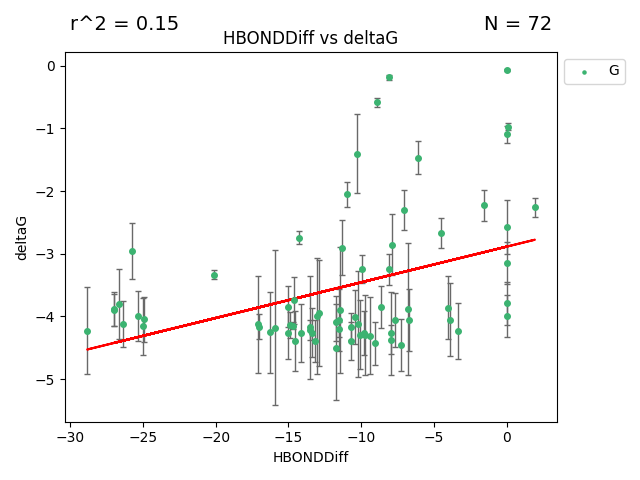 r^2 = 0.15
N = 72
HBONDDiff vs deltaG
G
0
−1
−2
−3
−4
−5
deltaG
−30
−25
−20
−15
−10
−5
0
HBONDDiff